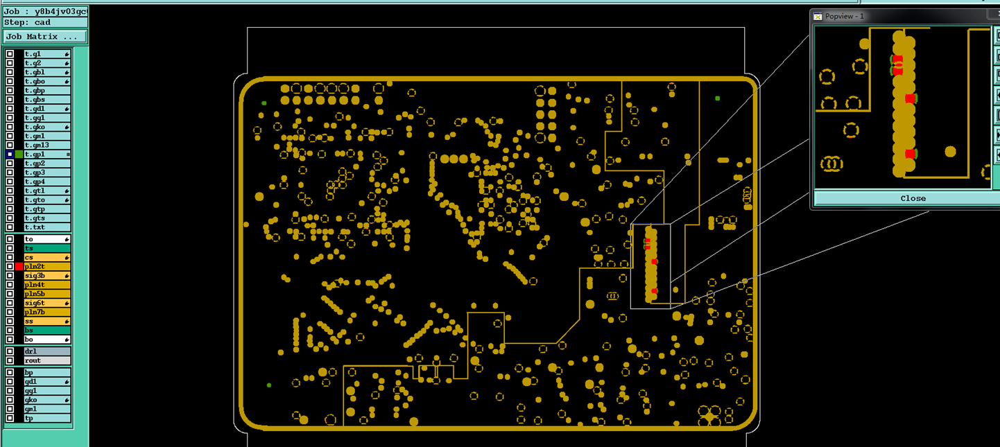 Job : y8b4jv03gc
Step: cad
Job Matrix ...
t.g1
t.g2
t.gbl
t.gbo
t.gbp
t.gbs
t.gd1
t.gg1
t.gko
t.gm1
t.gm13
t.gp1
t.gp2
t.gp3
t.gp4
t.gtl
t.gto
t.gtp
t.gts
t.txt
to
ts
cs
pln2t
sig3b
pln4t
pln5b
sig6t
pln7b
ss
bs
bo
drl
rout
bp
gd1
gg1
gko
gm1
tp
Popview - 1
Close